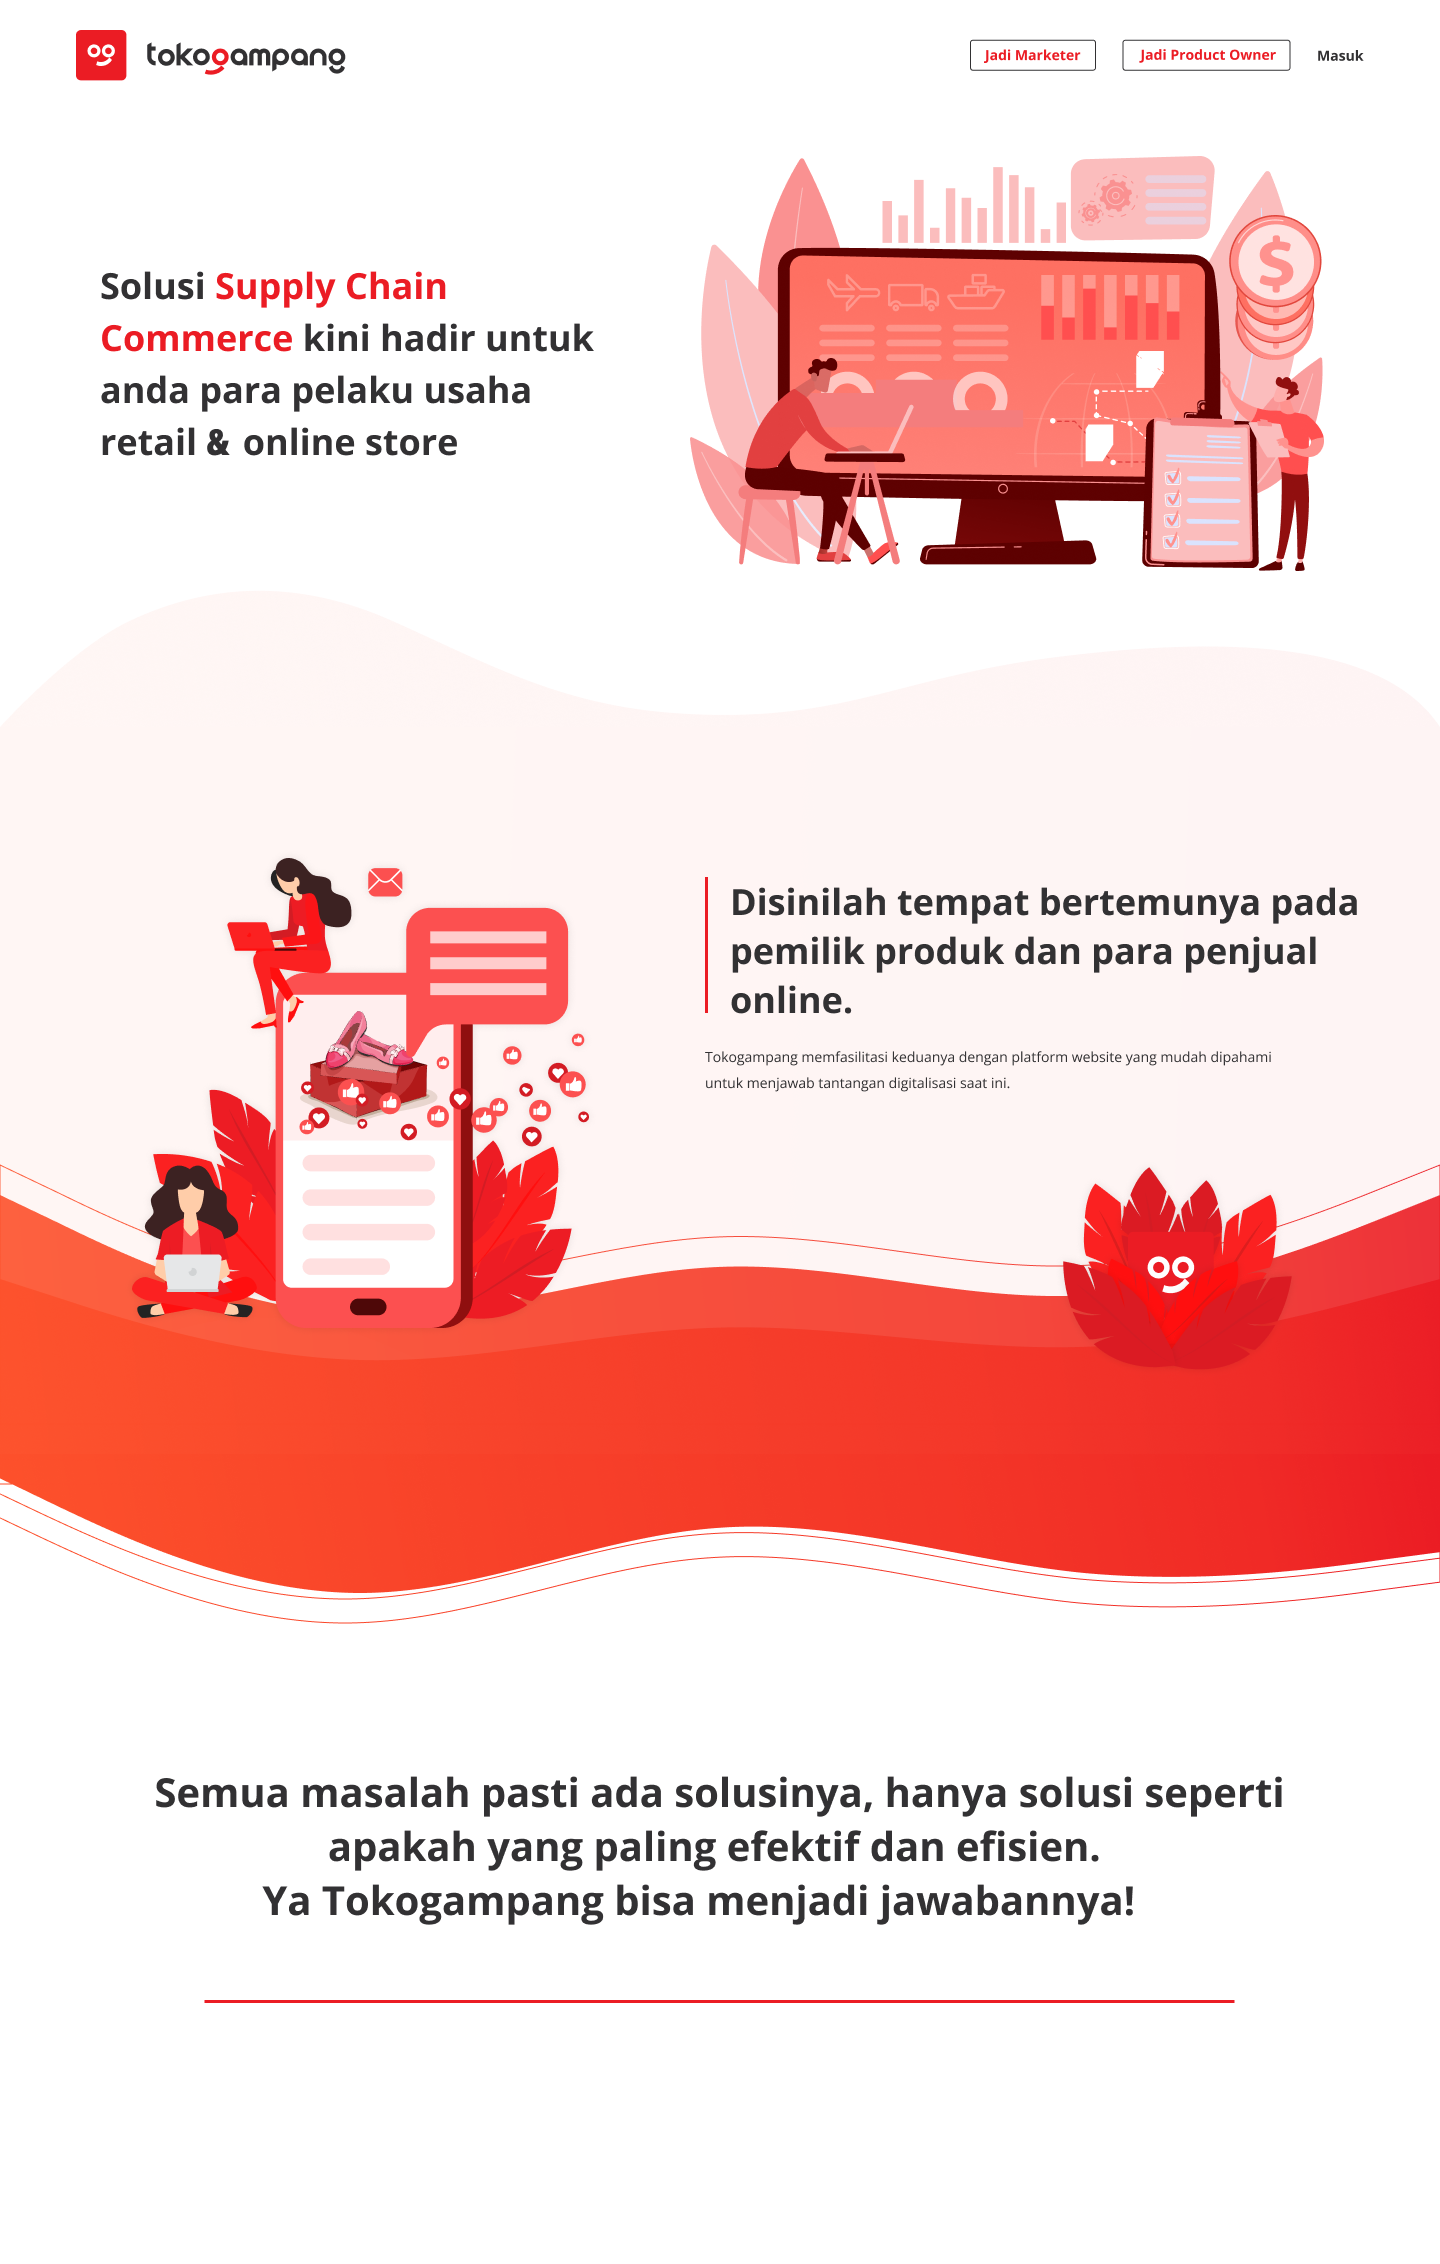 tokogampang
Jadi Marketer
Jadi Product Owner
Masuk
Solusi Supply Chain
Commerce kini hadir untuk
anda para pelaku usaha
retail & online store
$
Disinilah tempat bertemunya pada
pemilik produk dan para penjual
online.
Tokogampang memfasilitasi keduanya dengan platform website yang mudah dipahami
untuk menjawab tantangan digitalisasi saat ini.
Semua masalah pasti ada solusinya, hanya solusi seperti
apakah yang paling efektif dan efisien.
Ya Tokogampang bisa menjadi jawabannya!